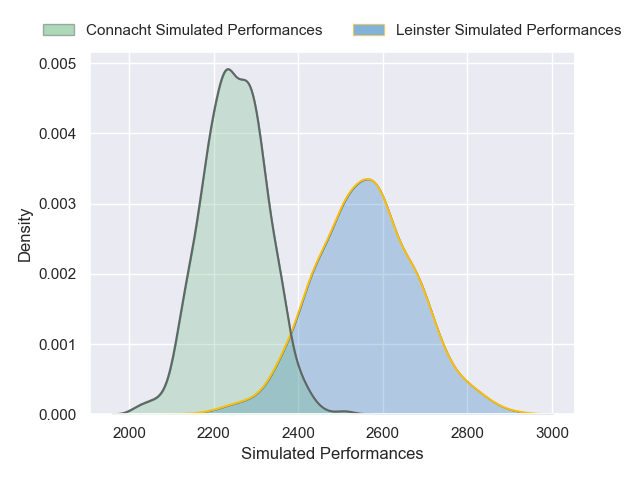 Connacht Simulated Performances Leinster Simulated Performances
0.005
0.004
0.003
0.002
0.001
0.000
Density
2000 2200 2400 2600 2800 3000
Simulated Performances